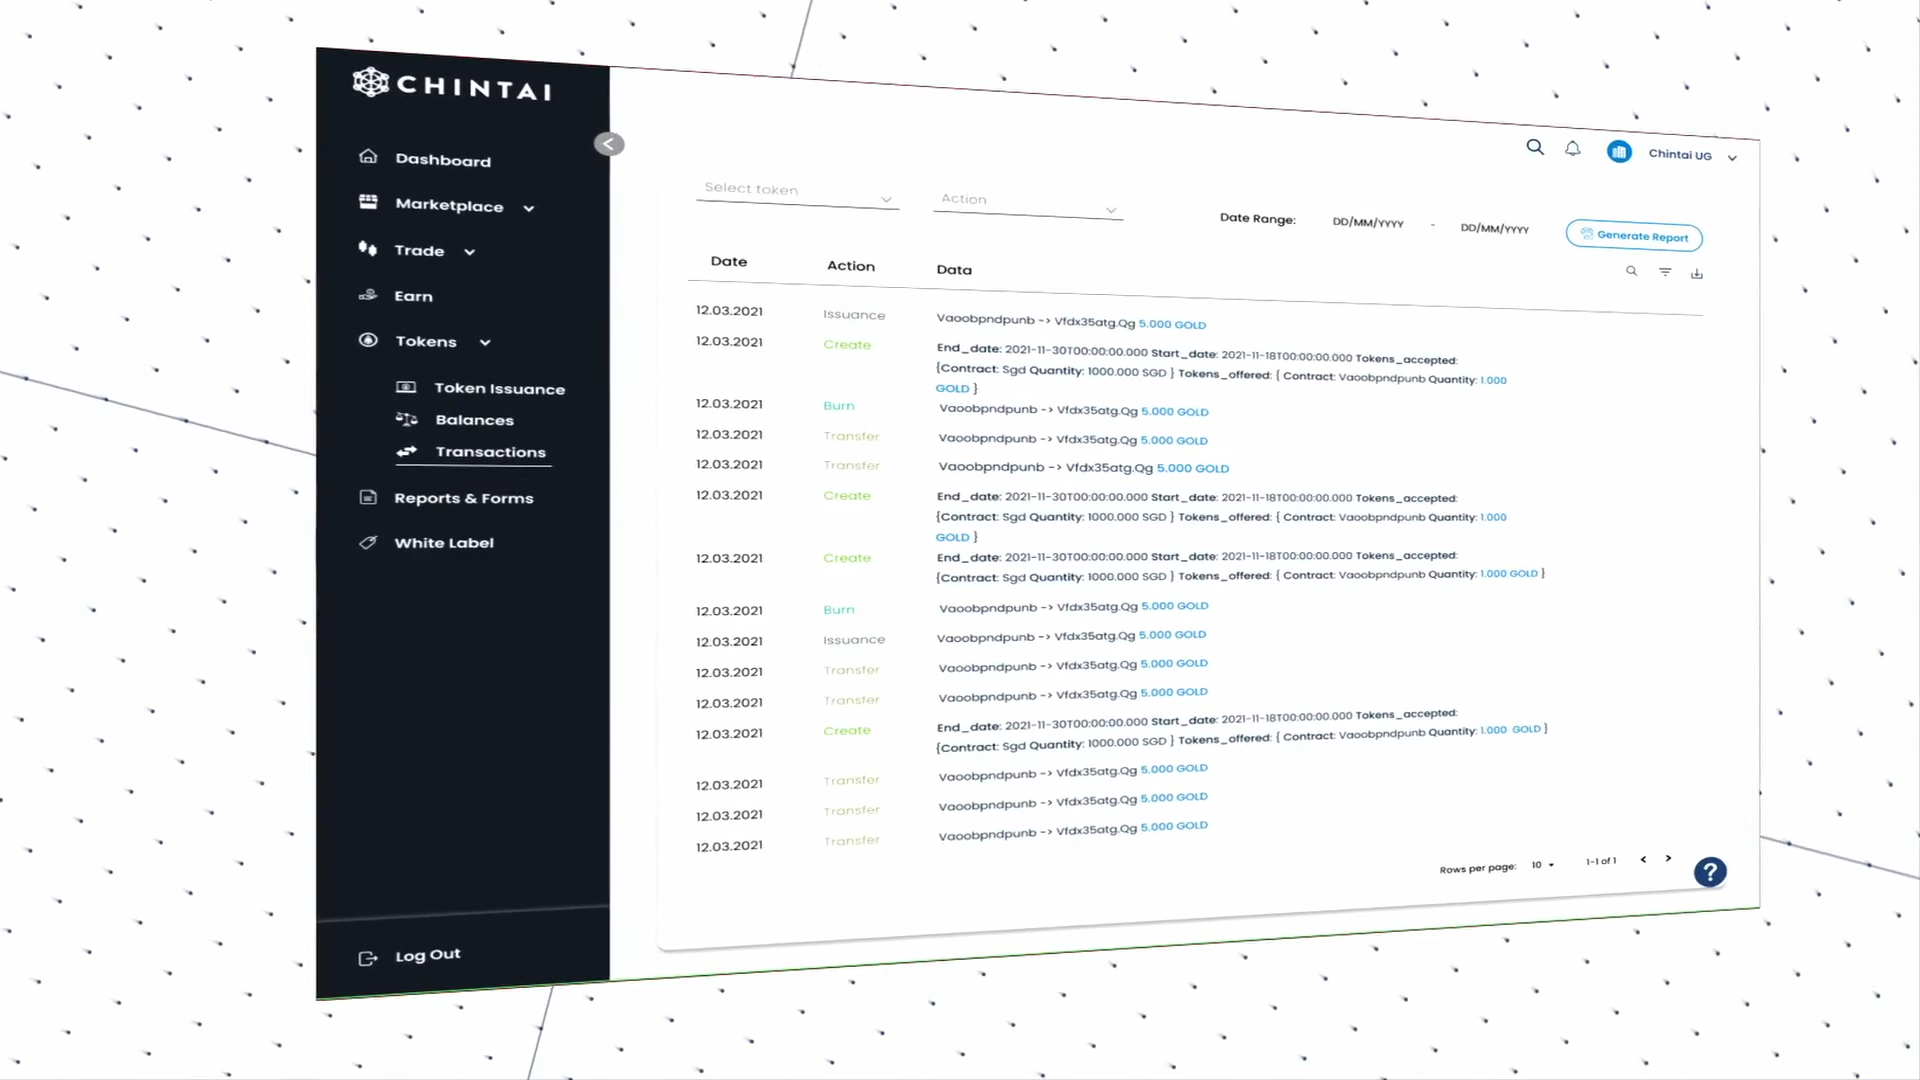 CHINTAI
Dashboard
Marketplace
Trade
Earn
Tokens
Token Issuance
Balances
Transactions
Reports & Forms
White Label
Log Out
Chintai UG
Select token
Action
Date Range: DD/MM/YYYY - DD/MM/YYYY
Generate Report
Date Action Data
12.03.2021 Issuance Vaoobpndpunb -> Vfdx35atg.Qg 5.000 GOLD
12.03.2021 Create End_date: 2021-11-30T00:00:00.000 Start_date: 2021-11-18T00:00:00.000 Tokens_accepted:
{Contract: Sgd Quantity: 1000.000 SGD } Tokens_offered: { Contract: Vaoobpndpunb Quantity: 1.000
GOLD }
12.03.2021 Burn Vaoobpndpunb -> Vfdx35atg.Qg 5.000 GOLD
12.03.2021 Transfer Vaoobpndpunb -> Vfdx35atg.Qg 5.000 GOLD
12.03.2021 Transfer Vaoobpndpunb -> Vfdx35atg.Qg 5.000 GOLD
12.03.2021 Create End_date: 2021-11-30T00:00:00.000 Start_date: 2021-11-18T00:00:00.000 Tokens_accepted:
{Contract: Sgd Quantity: 1000.000 SGD } Tokens_offered: { Contract: Vaoobpndpunb Quantity: 1.000
GOLD }
12.03.2021 Create End_date: 2021-11-30T00:00:00.000 Start_date: 2021-11-18T00:00:00.000 Tokens_accepted:
{Contract: Sgd Quantity: 1000.000 SGD } Tokens_offered: { Contract: Vaoobpndpunb Quantity: 1.000 GOLD }
12.03.2021 Burn Vaoobpndpunb -> Vfdx35atg.Qg 5.000 GOLD
12.03.2021 Issuance Vaoobpndpunb -> Vfdx35atg.Qg 5.000 GOLD
12.03.2021 Transfer Vaoobpndpunb -> Vfdx35atg.Qg 5.000 GOLD
12.03.2021 Transfer Vaoobpndpunb -> Vfdx35atg.Qg 5.000 GOLD
12.03.2021 Create End_date: 2021-11-30T00:00:00.000 Start_date: 2021-11-18T00:00:00.000 Tokens_accepted:
{Contract: Sgd Quantity: 1000.000 SGD } Tokens_offered: { Contract: Vaoobpndpunb Quantity: 1.000 GOLD }
12.03.2021 Transfer Vaoobpndpunb -> Vfdx35atg.Qg 5.000 GOLD
12.03.2021 Transfer Vaoobpndpunb -> Vfdx35atg.Qg 5.000 GOLD
12.03.2021 Transfer Vaoobpndpunb -> Vfdx35atg.Qg 5.000 GOLD
Rows per page: 10 1-1 of 1 < >
?